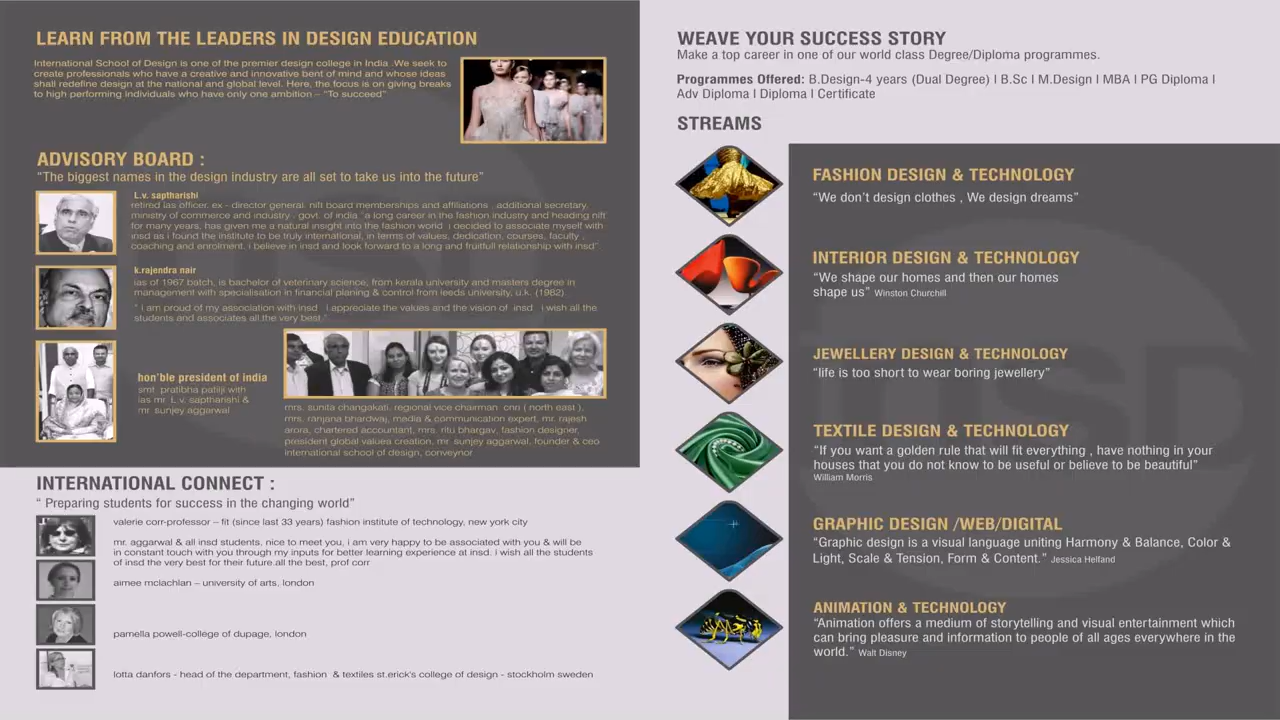 LEARN FROM THE LEADERS IN DESIGN EDUCATION
International School of Design is one of the premier design college in India .We seek to
create professionals who have a creative and innovative bent of mind and whose ideas
shall redefine design at the national and global level. Here, the focus is on giving breaks
to high performing individuals who have only one ambition – “To succeed”
ADVISORY BOARD :
“The biggest names in the design industry are all set to take us into the future”
L.v. saptharishi
retired ias officer, ex - director general, nift board memberships and affiliations , additional secretary,
ministry of commerce and industry , govt. of india “a long career in the fashion industry and heading nift
for many years, has given me a natural insight into the fashion world i decided to associate myself with
insd as i found the institute to be truly international, in terms of values, dedication, courses, faculty ,
coaching and enrolment. i believe in insd and look forward to a long and fruitfull relationship with insd”
k.rajendra nair
ias of 1967 batch, is bachelor of veterinary science, from kerala university and masters degree in
management with specialisation in financial planing & control from leeds university, u.k. (1982)
“ i am proud of my association with insd i appreciate the values and the vision of insd i wish all the
students and associates all.the very best.”
hon’ble president of india
smt. pratibha patilji with
ias mr. L.v. saptharishi &
mr. sunjey aggarwal
mrs. sunita changakati, regional vice chairman cnn ( north east ),
mrs. ranjana bhardwaj, media & communication expert, mr. rajesh
arora, chartered accountant, mrs. ritu bhargav, fashion designer,
president global values creation, mr. sunjey aggarwal, founder & ceo
international school of design, conveynor
INTERNATIONAL CONNECT :
“ Preparing students for success in the changing world”
valerie corr-professor – fit (since last 33 years) fashion institute of technology, new york city
mr. aggarwal & all insd students. nice to meet you, i am very happy to be associated with you & will be
in constant touch with you through my inputs for better learning experience at insd. i wish all the students
of insd the very best for their future.all the best, prof corr
aimee mclachlan – university of arts, london
pamella powell-college of dupage, london
lotta danfors - head of the department, fashion & textiles st.erick's college of design - stockholm sweden
WEAVE YOUR SUCCESS STORY
Make a top career in one of our world class Degree/Diploma programmes.
Programmes Offered: B.Design-4 years (Dual Degree) I B.Sc I M.Design I MBA I PG Diploma I
Adv Diploma I Diploma I Certificate
STREAMS
FASHION DESIGN & TECHNOLOGY
“We don’t design clothes , We design dreams”
INTERIOR DESIGN & TECHNOLOGY
“We shape our homes and then our homes
shape us” Winston Churchill
JEWELLERY DESIGN & TECHNOLOGY
“life is too short to wear boring jewellery”
TEXTILE DESIGN & TECHNOLOGY
“If you want a golden rule that will fit everything , have nothing in your
houses that you do not know to be useful or believe to be beautiful”
William Morris
GRAPHIC DESIGN /WEB/DIGITAL
“Graphic design is a visual language uniting Harmony & Balance, Color &
Light, Scale & Tension, Form & Content.” Jessica Helfand
ANIMATION & TECHNOLOGY
“Animation offers a medium of storytelling and visual entertainment which
can bring pleasure and information to people of all ages everywhere in the
world.” Walt Disney